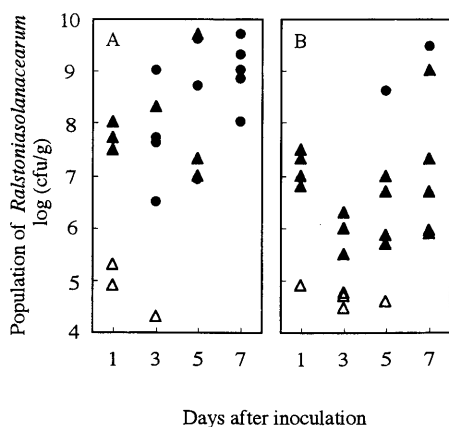 Population of Ralstoniasolanacearum
log (cfu/g)
10
9
8
7
6
5
4
A
B
1 3 5 7 1 3 5 7
Days after inoculation